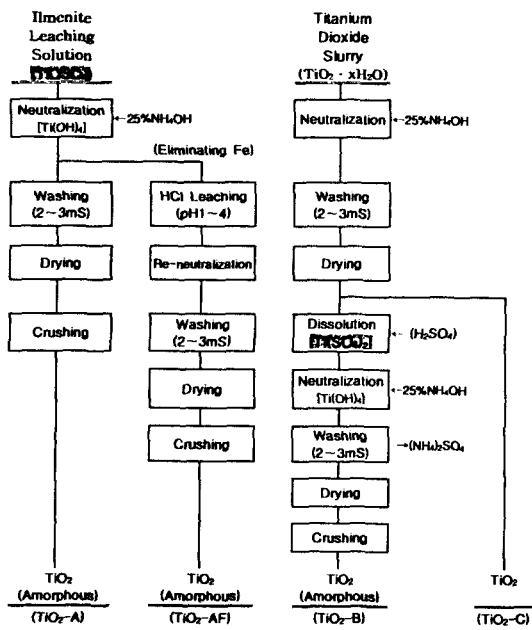 Ilmenite
Leaching
Solution
Neutralization
[Ti(OH)₄]
←25%NH₄OH
(Eliminating Fe)
Washing
(2~3mS)
Drying
Crushing
TiO₂
(Amorphous)
(TiO₂-A)
HCl Leaching
(pH1~4)
Re-neutralization
Washing
(2~3mS)
Drying
Crushing
TiO₂
(Amorphous)
(TiO₂-AF)
Titanium
Dioxide
Slurry
(TiO₂ · xH₂O)
Neutralization
←25%NH₄OH
Washing
(2~3mS)
Drying
Dissolution
←(H₂SO₄)
Neutralization
[Ti(OH)₄]
←25%NH₄OH
Washing
(2~3mS)
→(NH₄)₂SO₄
Drying
Crushing
TiO₂
(Amorphous)
(TiO₂-B)
TiO₂
(TiO₂-C)